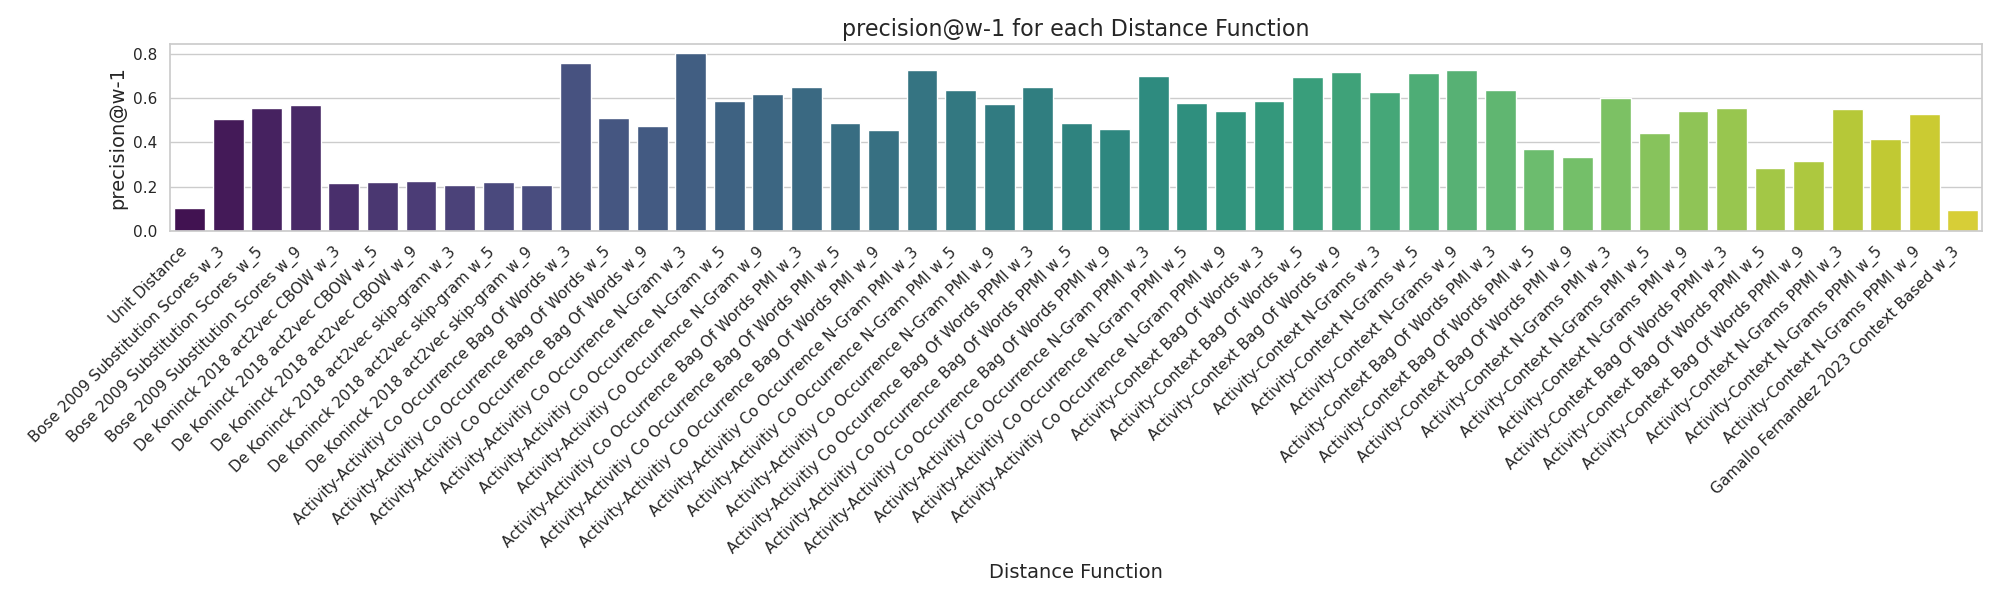 precision@w-1 for each Distance Function
precision@w-1
0.8
0.6
0.4
0.2
0.0
Unit Distance
Bose 2009 Substitution Scores w_3
Bose 2009 Substitution Scores w_5
Bose 2009 Substitution Scores w_9
De Koninck 2018 act2vec CBOW w_3
De Koninck 2018 act2vec CBOW w_5
De Koninck 2018 act2vec CBOW w_9
De Koninck 2018 act2vec skip-gram w_3
De Koninck 2018 act2vec skip-gram w_5
De Koninck 2018 act2vec skip-gram w_9
Activity-Activitiy Co Occurrence Bag Of Words w_3
Activity-Activitiy Co Occurrence Bag Of Words w_5
Activity-Activitiy Co Occurrence Bag Of Words w_9
Activity-Activitiy Co Occurrence N-Gram w_3
Activity-Activitiy Co Occurrence N-Gram w_5
Activity-Activitiy Co Occurrence N-Gram w_9
Activity-Activitiy Co Occurrence Bag Of Words PMI w_3
Activity-Activitiy Co Occurrence Bag Of Words PMI w_5
Activity-Activitiy Co Occurrence Bag Of Words PMI w_9
Activity-Activitiy Co Occurrence N-Gram PMI w_3
Activity-Activitiy Co Occurrence N-Gram PMI w_5
Activity-Activitiy Co Occurrence N-Gram PMI w_9
Activity-Activitiy Co Occurrence Bag Of Words PPMI w_3
Activity-Activitiy Co Occurrence Bag Of Words PPMI w_5
Activity-Activitiy Co Occurrence Bag Of Words PPMI w_9
Activity-Activitiy Co Occurrence N-Gram PPMI w_3
Activity-Activitiy Co Occurrence N-Gram PPMI w_5
Activity-Activitiy Co Occurrence N-Gram PPMI w_9
Activity-Context Bag Of Words w_3
Activity-Context Bag Of Words w_5
Activity-Context Bag Of Words w_9
Activity-Context N-Grams w_3
Activity-Context N-Grams w_5
Activity-Context N-Grams w_9
Activity-Context Bag Of Words PMI w_3
Activity-Context Bag Of Words PMI w_5
Activity-Context Bag Of Words PMI w_9
Activity-Context N-Grams PMI w_3
Activity-Context N-Grams PMI w_5
Activity-Context N-Grams PMI w_9
Activity-Context Bag Of Words PPMI w_3
Activity-Context Bag Of Words PPMI w_5
Activity-Context Bag Of Words PPMI w_9
Activity-Context N-Grams PPMI w_3
Activity-Context N-Grams PPMI w_5
Activity-Context N-Grams PPMI w_9
Gamallo Fernandez 2023 Context Based w_3
Distance Function